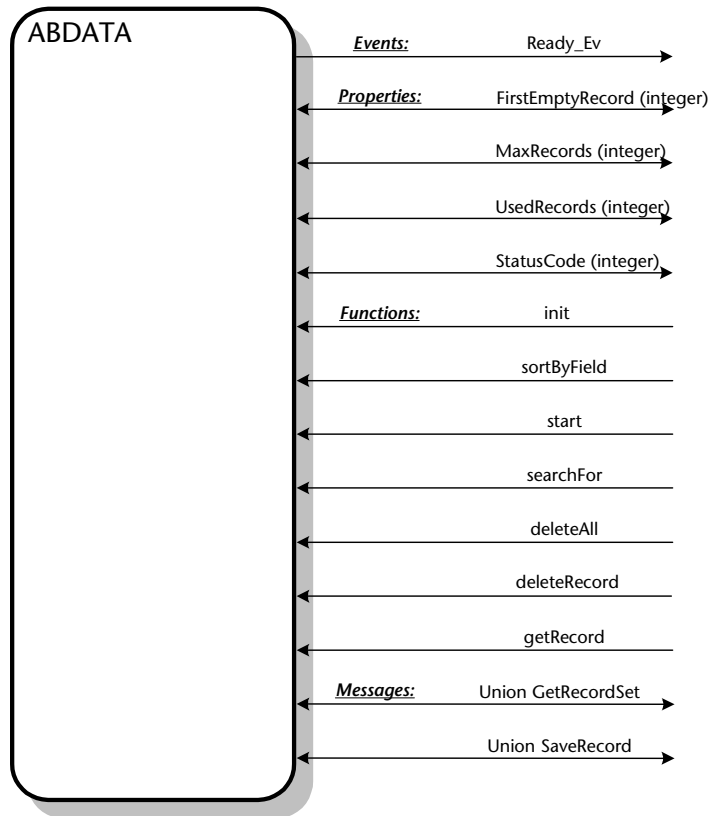 ABDATA
Events: Ready_Ev
Properties: FirstEmptyRecord (integer)
MaxRecords (integer)
UsedRecords (integer)
StatusCode (integer)
Functions: init
sortByField
start
searchFor
deleteAll
deleteRecord
getRecord
Messages: Union GetRecordSet
Union SaveRecord